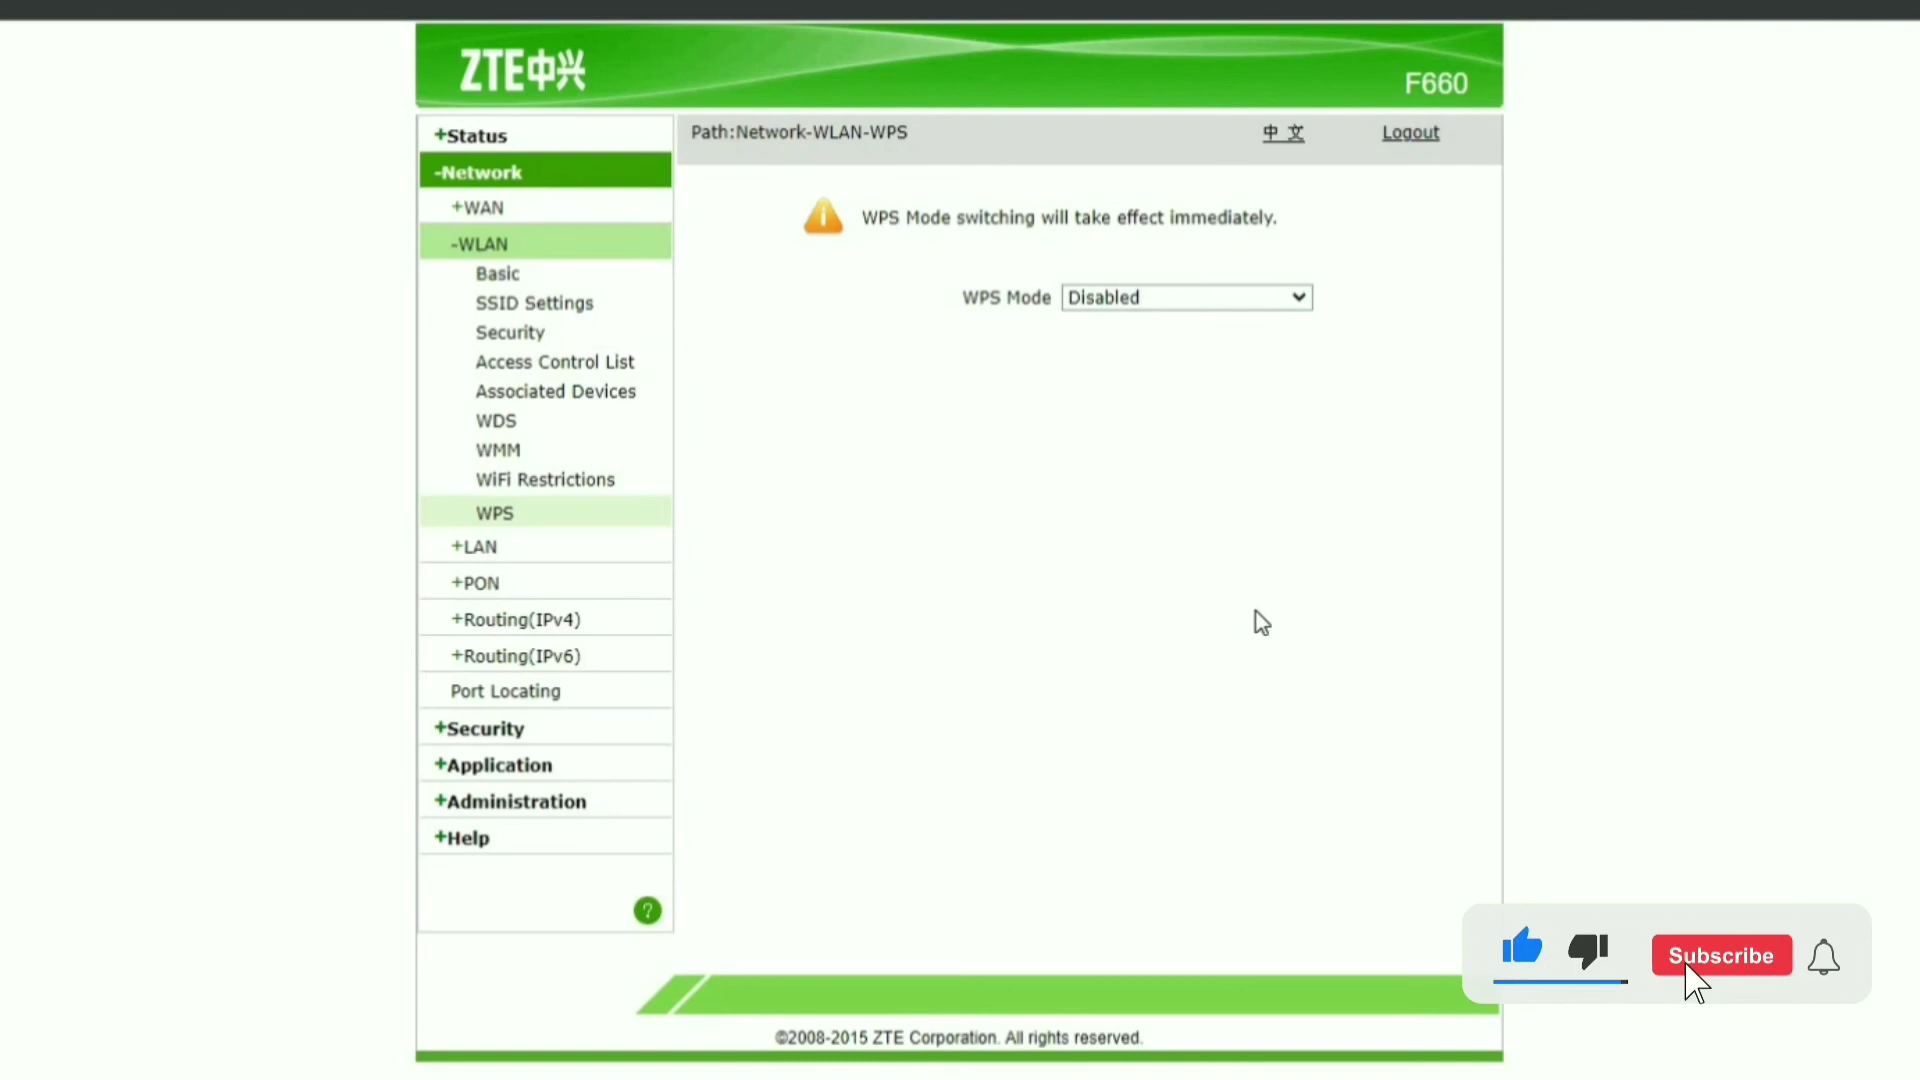 ZTE中兴
F660
+Status
Path:Network-WLAN-WPS
中 文
Logout
-Network
+WAN
-WLAN
Basic
SSID Settings
Security
Access Control List
Associated Devices
WDS
WMM
WiFi Restrictions
WPS
+LAN
+PON
+Routing(IPv4)
+Routing(IPv6)
Port Locating
+Security
+Application
+Administration
+Help
?
WPS Mode switching will take effect immediately.
WPS Mode Disabled
Subscribe
©2008-2015 ZTE Corporation. All rights reserved.